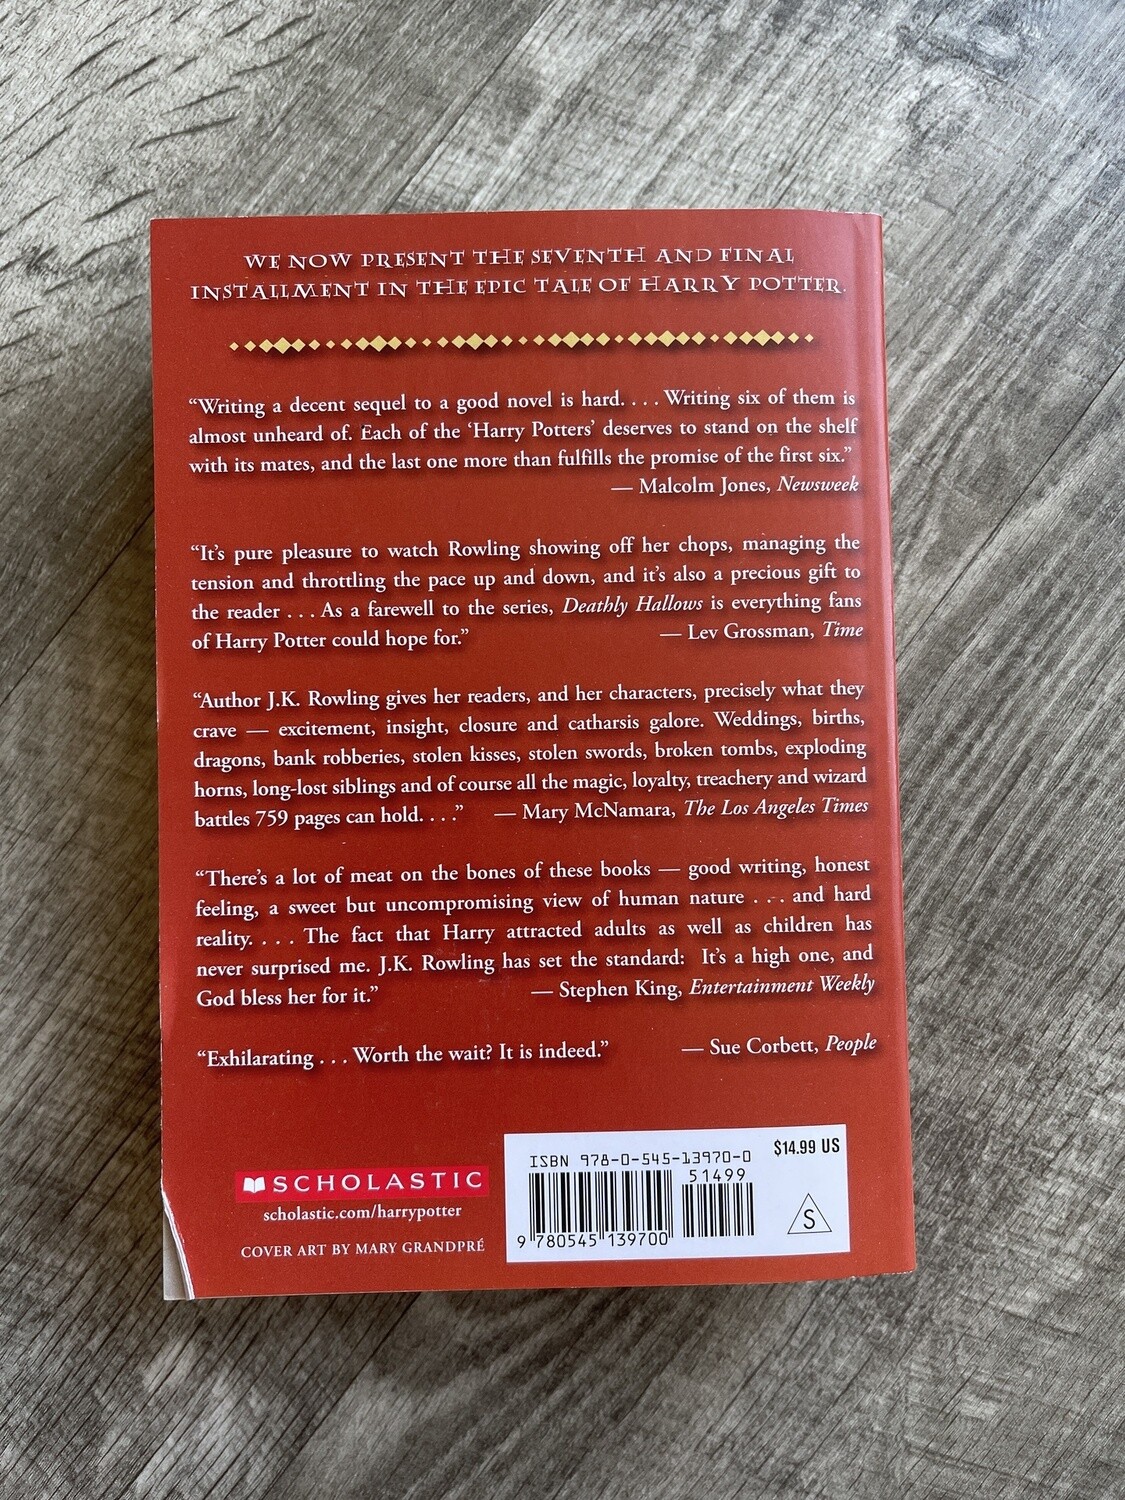 WE NOW PRESENT THE SEVENTH AND FINAL
INSTALLMENT IN THE EPIC TALE OF HARRY POTTER.
“Writing a decent sequel to a good novel is hard. . . . Writing six of them is
almost unheard of. Each of the ‘Harry Potters’ deserves to stand on the shelf
with its mates, and the last one more than fulfills the promise of the first six.”
— Malcolm Jones, Newsweek
“It’s pure pleasure to watch Rowling showing off her chops, managing the
tension and throttling the pace up and down, and it’s also a precious gift to
the reader . . . As a farewell to the series, Deathly Hallows is everything fans
of Harry Potter could hope for.” — Lev Grossman, Time
“Author J.K. Rowling gives her readers, and her characters, precisely what they
crave — excitement, insight, closure and catharsis galore. Weddings, births,
dragons, bank robberies, stolen kisses, stolen swords, broken tombs, exploding
horns, long-lost siblings and of course all the magic, loyalty, treachery and wizard
battles 759 pages can hold. . . .” — Mary McNamara, The Los Angeles Times
“There’s a lot of meat on the bones of these books — good writing, honest
feeling, a sweet but uncompromising view of human nature . . . and hard
reality. . . . The fact that Harry attracted adults as well as children has
never surprised me. J.K. Rowling has set the standard: It’s a high one, and
God bless her for it.” — Stephen King, Entertainment Weekly
“Exhilarating . . . Worth the wait? It is indeed.” — Sue Corbett, People
SCHOLASTIC
scholastic.com/harrypotter
COVER ART BY MARY GRANDPRÉ
ISBN 978-0-545-13970-0
$14.99 US
51499
9 780545 139700
S